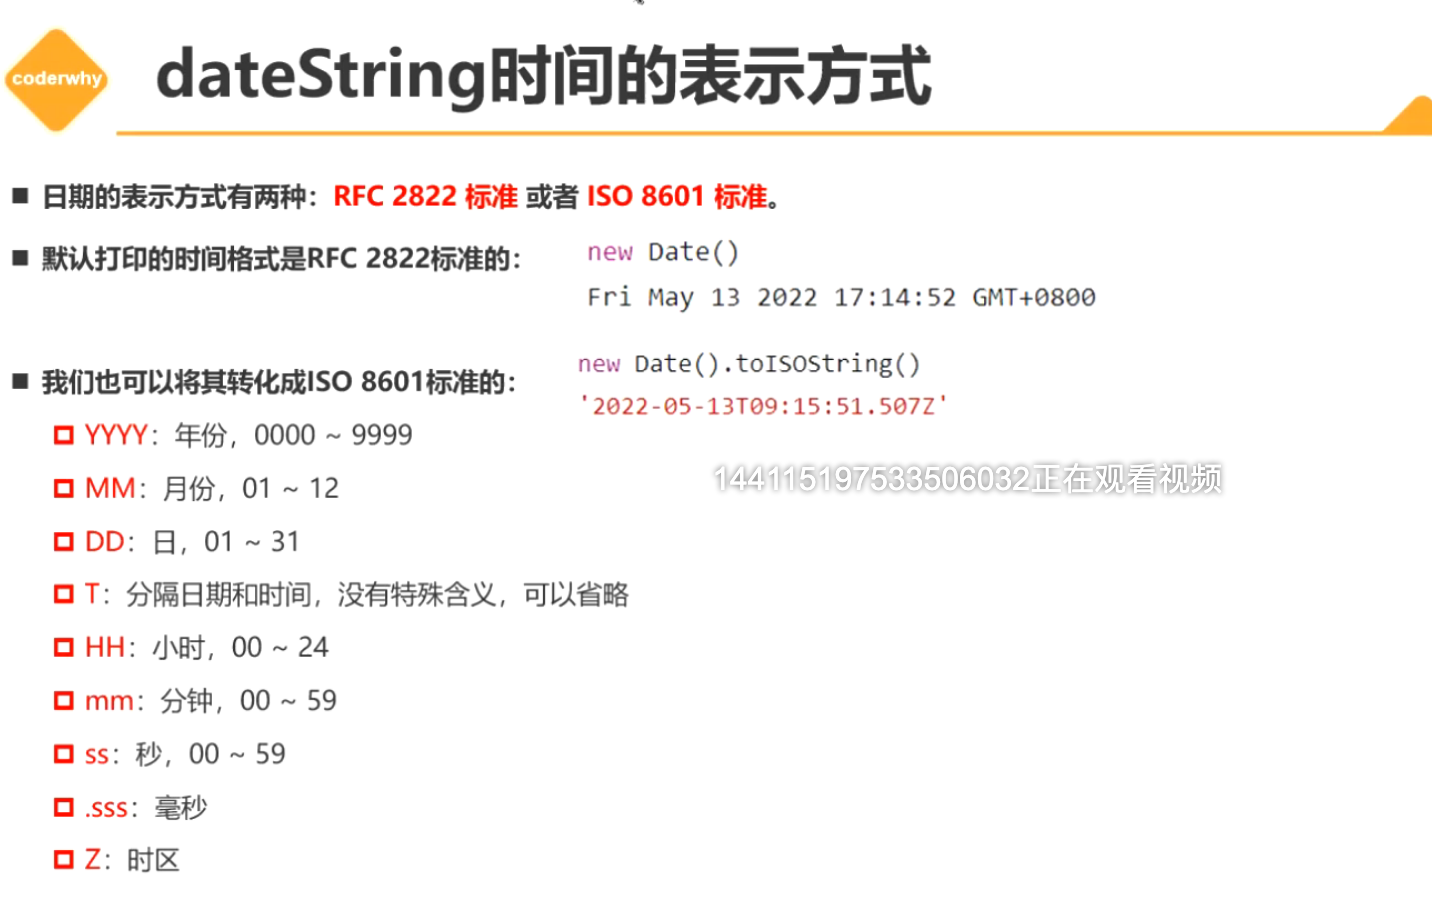 coderwhy
dateString时间的表示方式
日期的表示方式有两种：RFC 2822 标准 或者 ISO 8601 标准。
默认打印的时间格式是RFC 2822标准的：
new Date()
Fri May 13 2022 17:14:52 GMT+0800
我们也可以将其转化成ISO 8601标准的：
new Date().toISOString()
'2022-05-13T09:15:51.507Z'
YYYY：年份，0000 ~ 9999
MM：月份，01 ~ 12
DD：日，01 ~ 31
T：分隔日期和时间，没有特殊含义，可以省略
HH：小时，00 ~ 24
mm：分钟，00 ~ 59
ss：秒，00 ~ 59
.sss：毫秒
Z：时区
144115197533506032正在观看视频